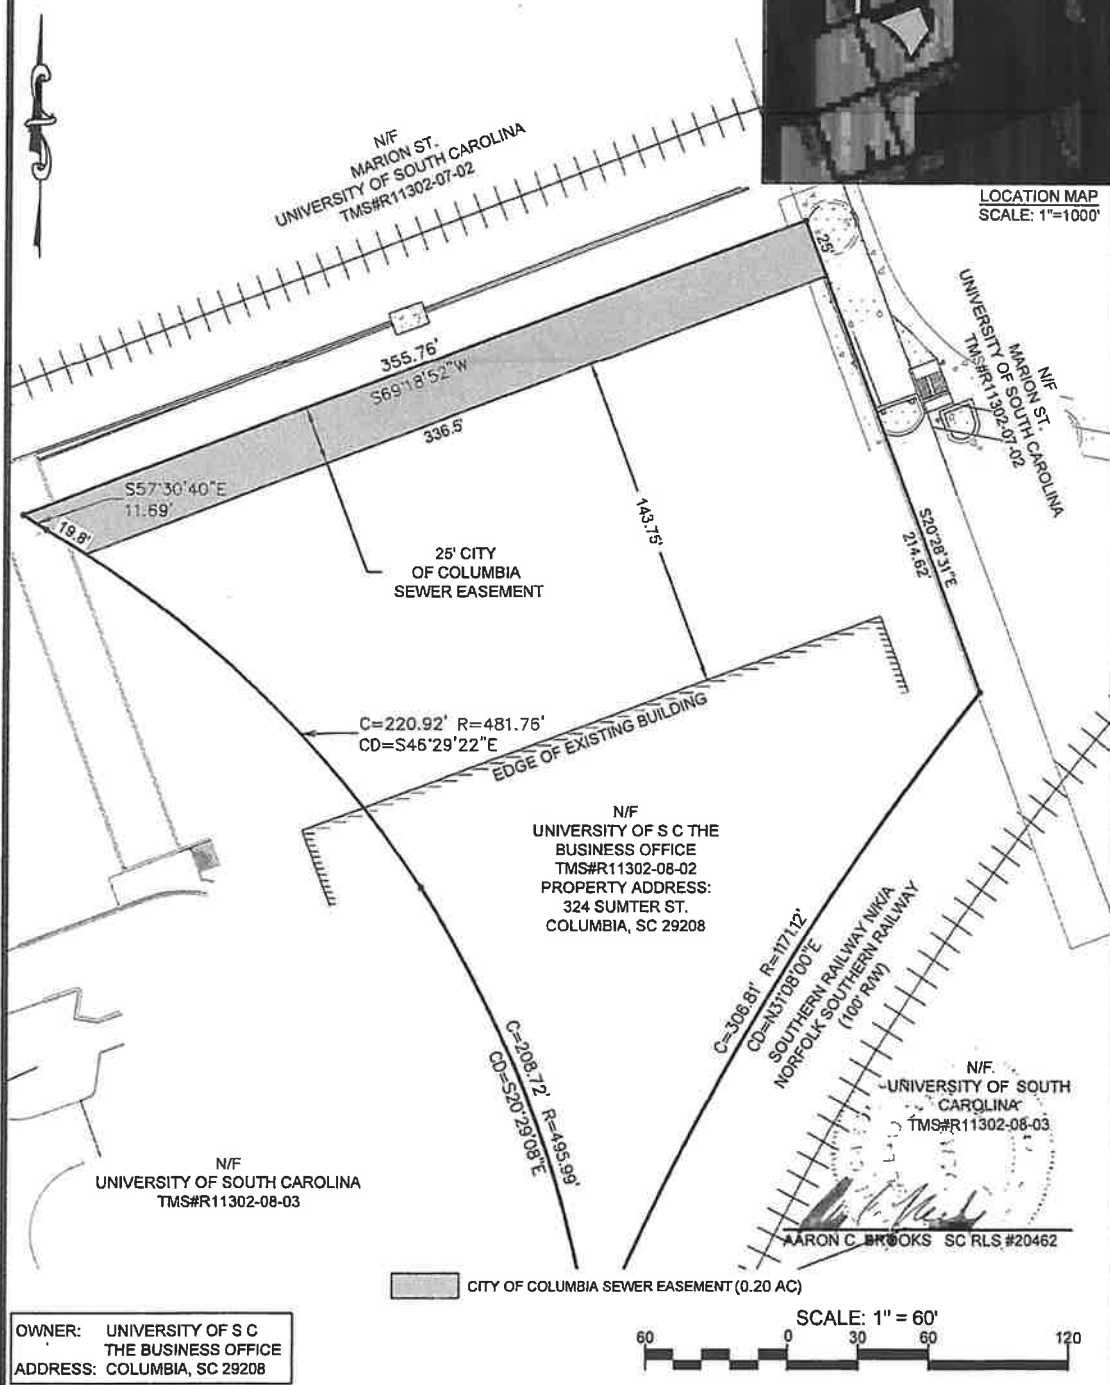 LOCATION MAP
SCALE: 1"=1000'
N/F
MARION ST.
UNIVERSITY OF SOUTH CAROLINA
TMS#R11302-07-02
25'
N/F
MARION ST.
UNIVERSITY OF SOUTH CAROLINA
TMS#R11302-07-02
355.76'
S69°18'52"W
336.5'
S57°30'40"E
11.69'
19.8'
25' CITY
OF COLUMBIA
SEWER EASEMENT
143.75'
S20°28'31"E
214.62'
C=220.92' R=481.76'
CD=S46°29'22"E
EDGE OF EXISTING BUILDING
N/F
UNIVERSITY OF S C THE
BUSINESS OFFICE
TMS#R11302-08-02
PROPERTY ADDRESS:
324 SUMTER ST.
COLUMBIA, SC 29208
C=306.81' R=1171.12'
CD=N31°08'00"E
SOUTHERN RAILWAY N/K/A
SOUTHERN RAILWAY
NORFOLK SOUTHERN RAILWAY
(100' R/W)
C=208.72' R=495.99'
CD=S20°29'08"E
N/F
UNIVERSITY OF SOUTH
CAROLINA
TMS#R11302-08-03
N/F
UNIVERSITY OF SOUTH CAROLINA
TMS#R11302-08-03
AARON C. BROOKS SC RLS #20462
CITY OF COLUMBIA SEWER EASEMENT (0.20 AC)
OWNER: UNIVERSITY OF S C
THE BUSINESS OFFICE
ADDRESS: COLUMBIA, SC 29208
SCALE: 1" = 60'
60 0 30 60 120